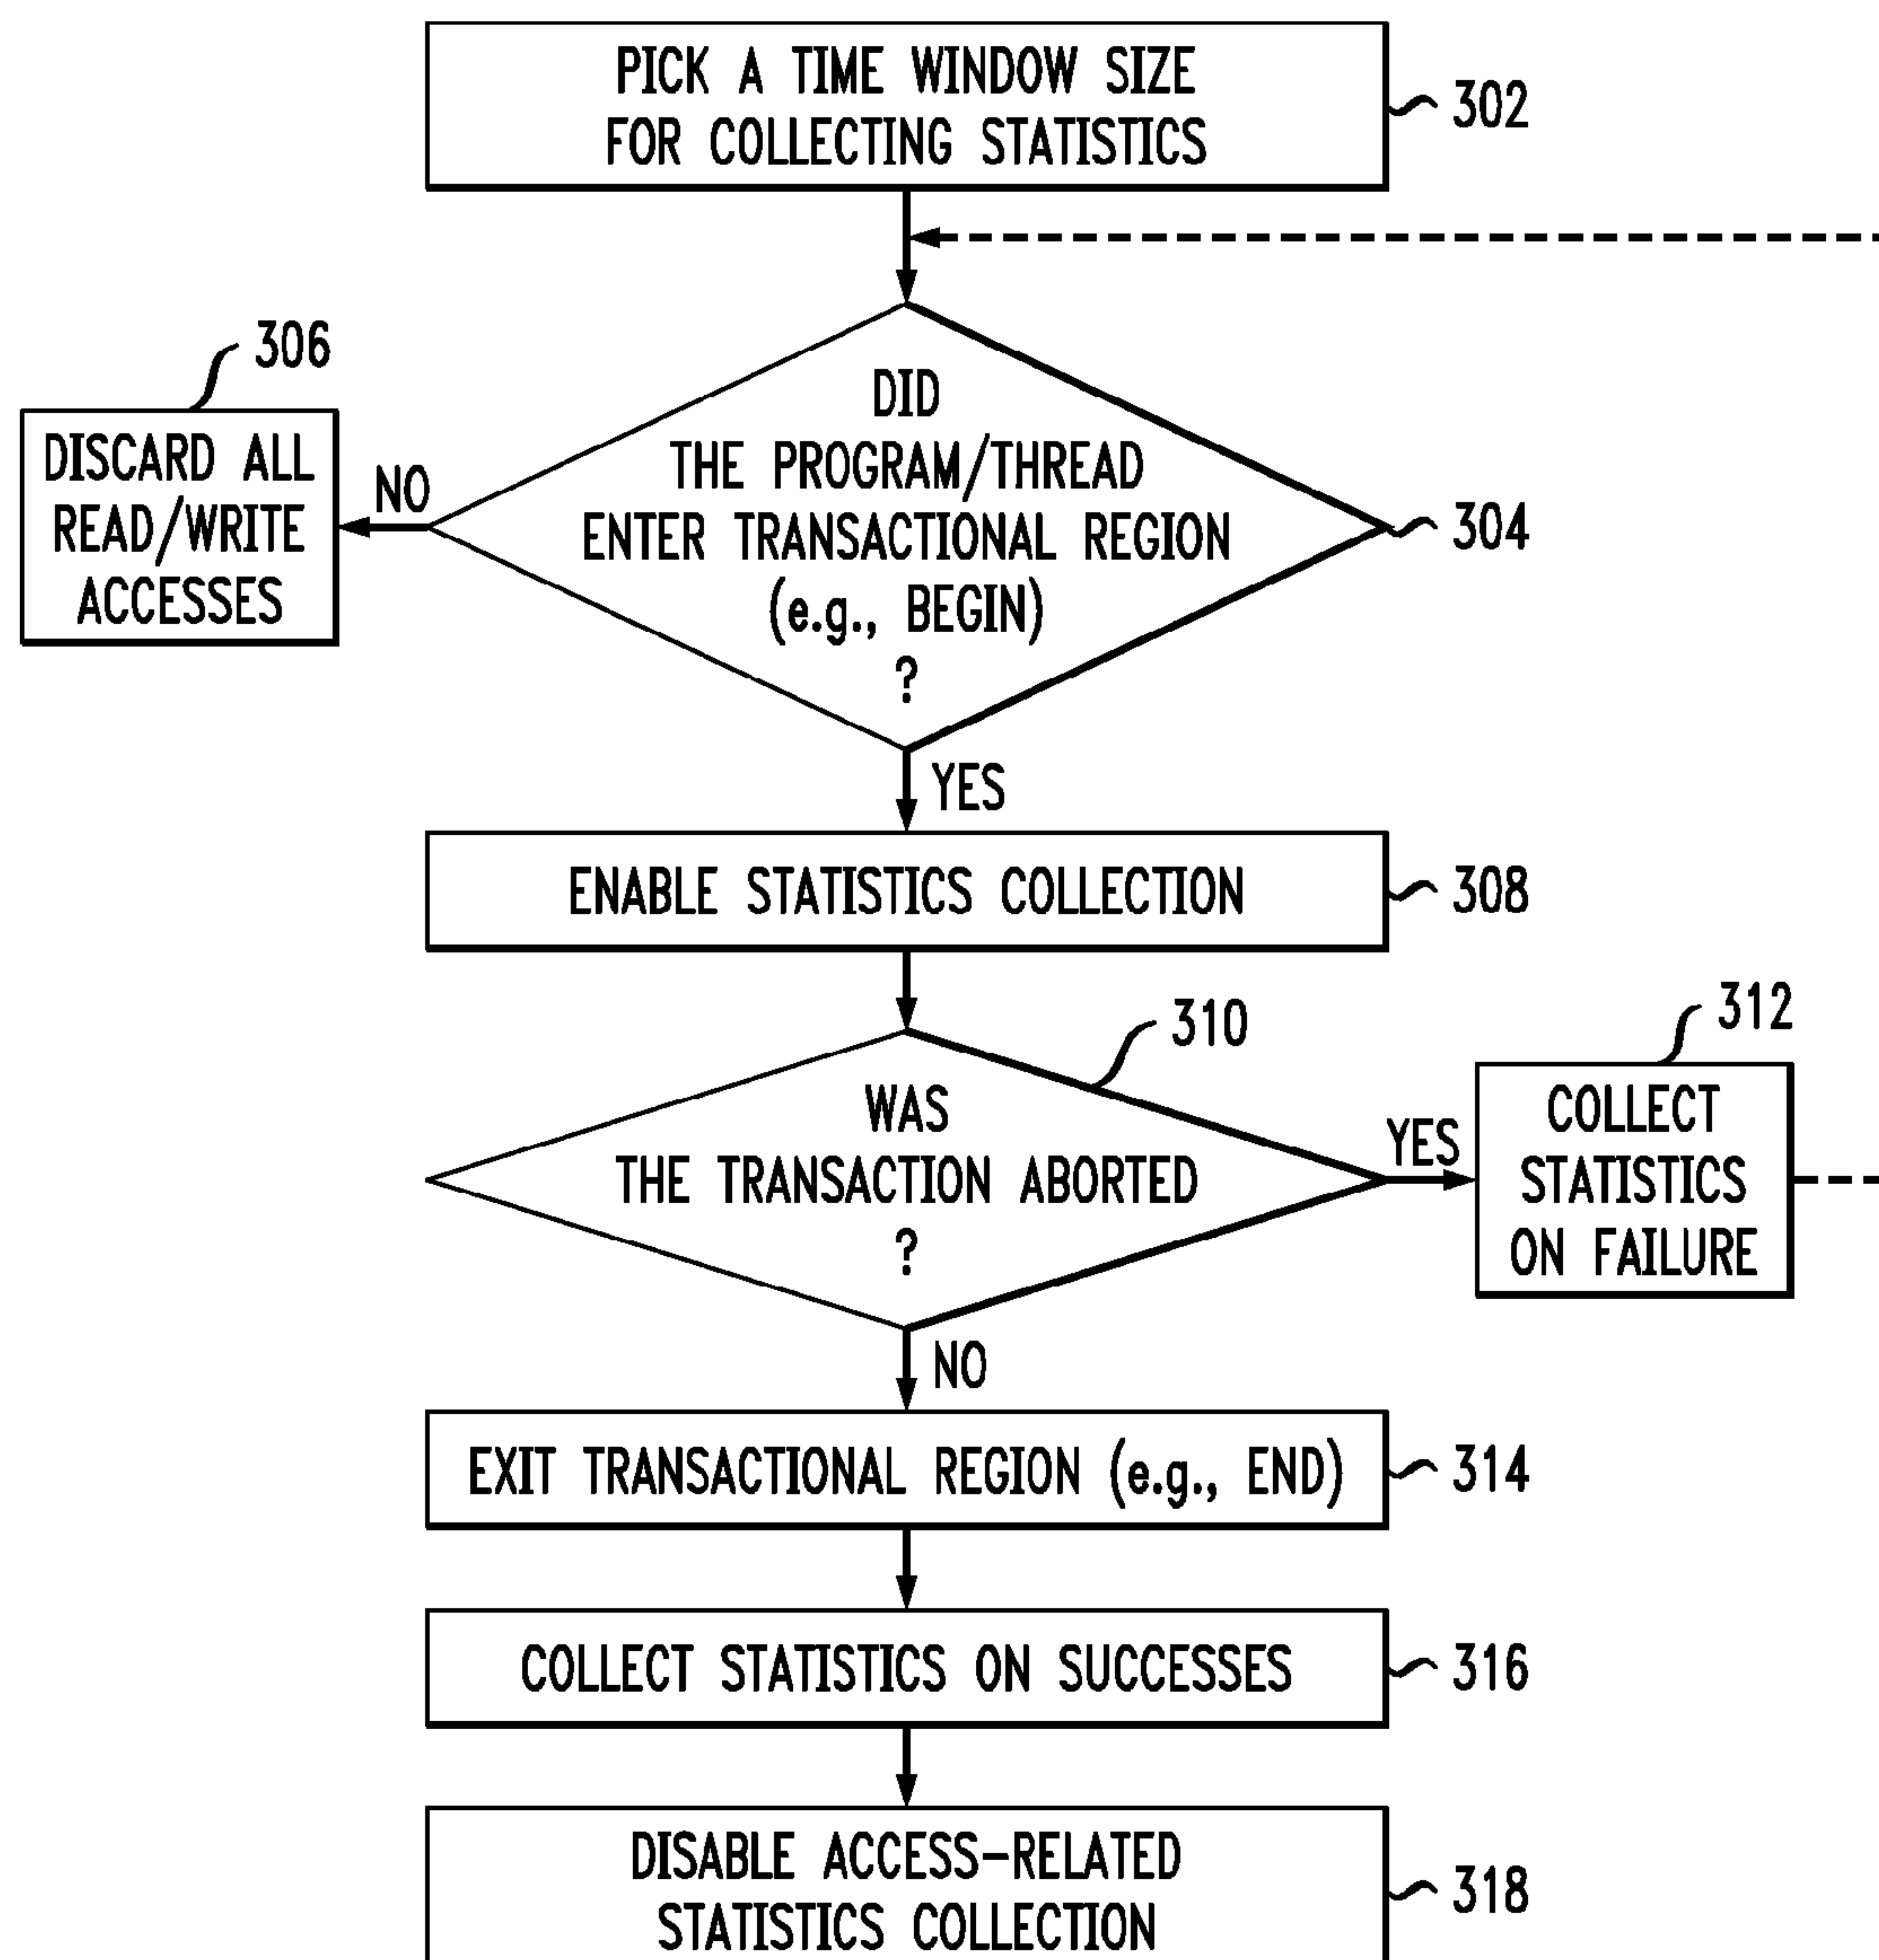 PICK A TIME WINDOW SIZE
FOR COLLECTING STATISTICS
302
306
DISCARD ALL
READ/WRITE
ACCESSES
NO
DID
THE PROGRAM/THREAD
ENTER TRANSACTIONAL REGION
(e.g., BEGIN)
?
304
YES
ENABLE STATISTICS COLLECTION
308
310
WAS
THE TRANSACTION ABORTED
?
YES
312
COLLECT
STATISTICS
ON FAILURE
NO
EXIT TRANSACTIONAL REGION (e.g., END)
314
COLLECT STATISTICS ON SUCCESSES
316
DISABLE ACCESS-RELATED
STATISTICS COLLECTION
318